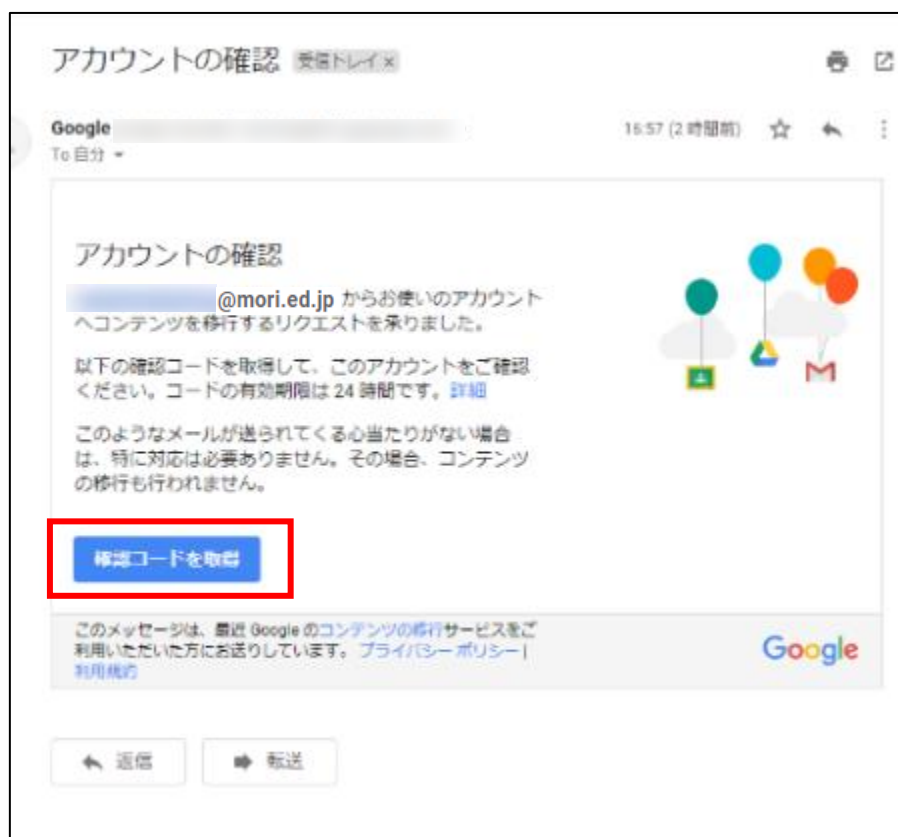 アカウントの確認 受信トレイ ×
Google
16:57 (2 時間前)
To 自分
アカウントの確認
@mori.ed.jp からお使いのアカウント
へコンテンツを移行するリクエストを承りました。
以下の確認コードを取得して、このアカウントをご確認
ください。コードの有効期限は 24 時間です。詳細
このようなメールが送られてくる心当たりがない場合
は、特に対応は必要ありません。その場合、コンテンツ
の移行も行われません。
確認コードを取得
このメッセージは、最近 Google のコンテンツの移行サービスをご
利用いただいた方にお送りしています。プライバシー ポリシー |
利用規約
Google
返信
転送